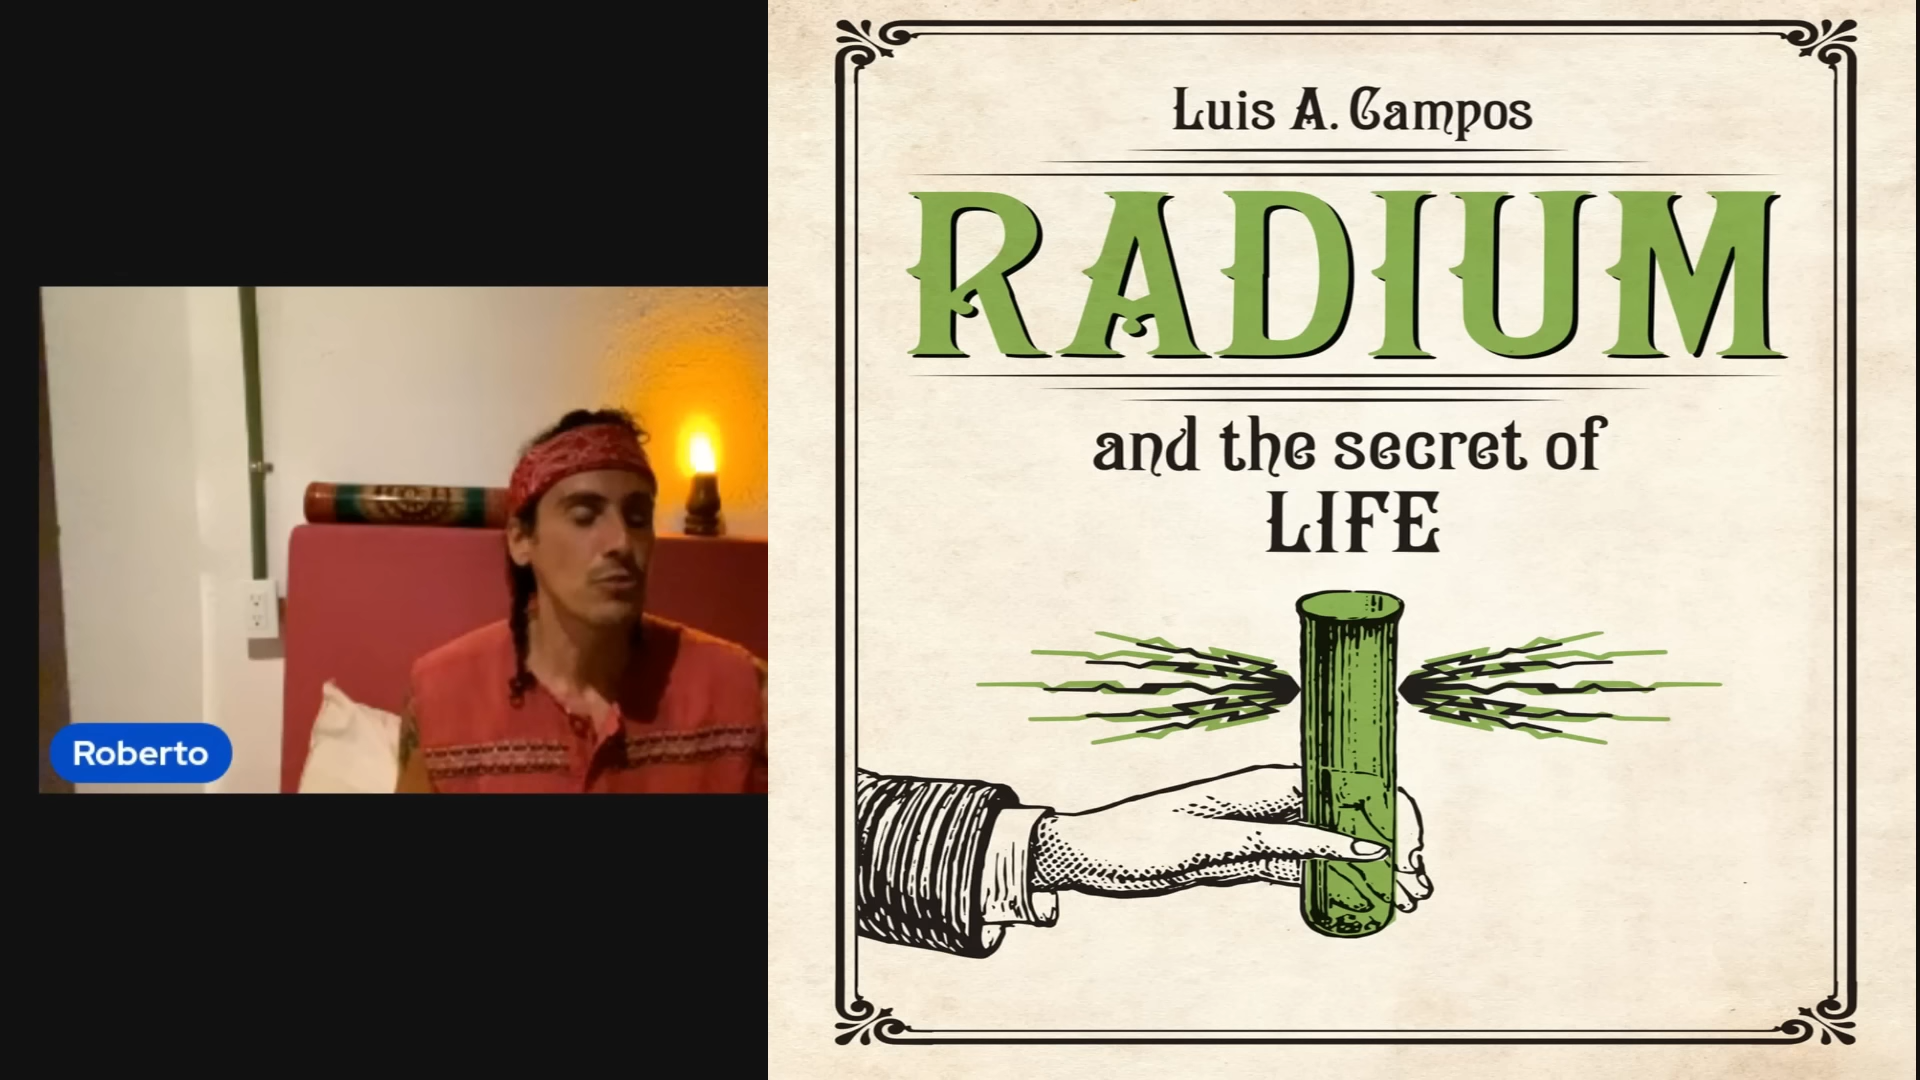 Luis A. Campos
RADIUM
and the secret of
LIFE
Roberto